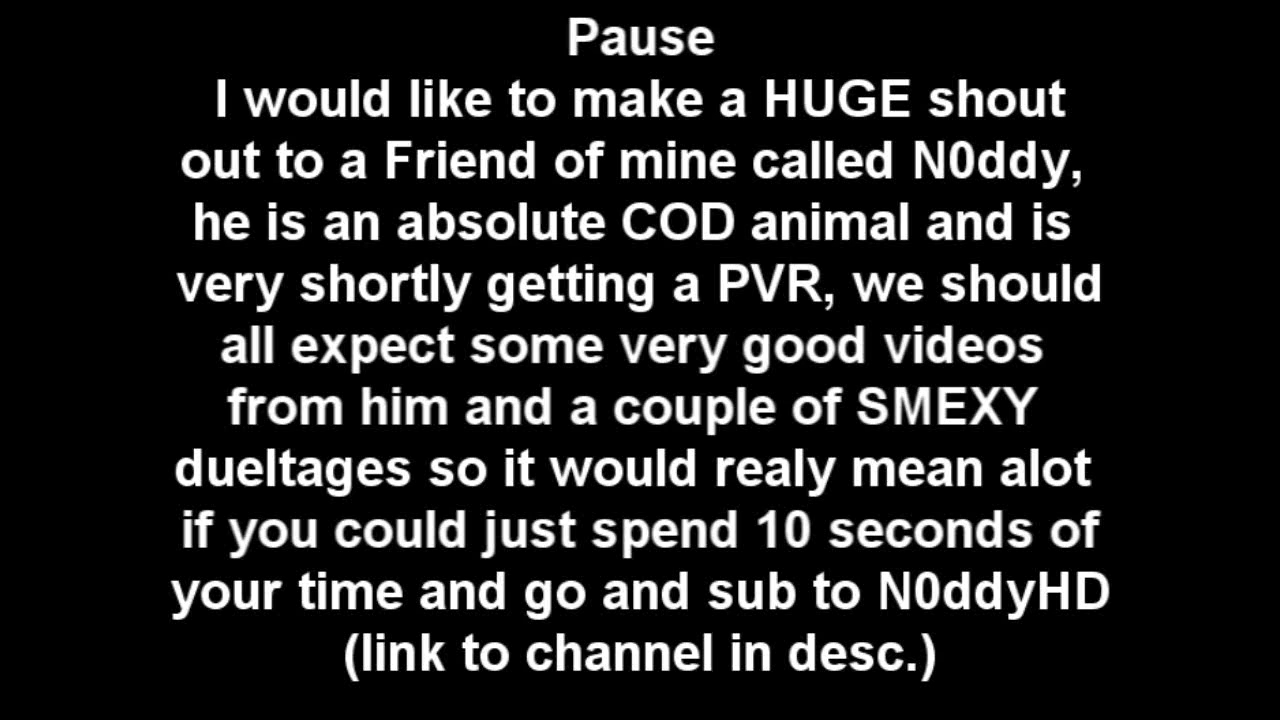 Pause
I would like to make a HUGE shout
out to a Friend of mine called N0ddy,
he is an absolute COD animal and is
very shortly getting a PVR, we should
all expect some very good videos
from him and a couple of SMEXY
dueltages so it would realy mean alot
if you could just spend 10 seconds of
your time and go and sub to N0ddyHD
(link to channel in desc.)